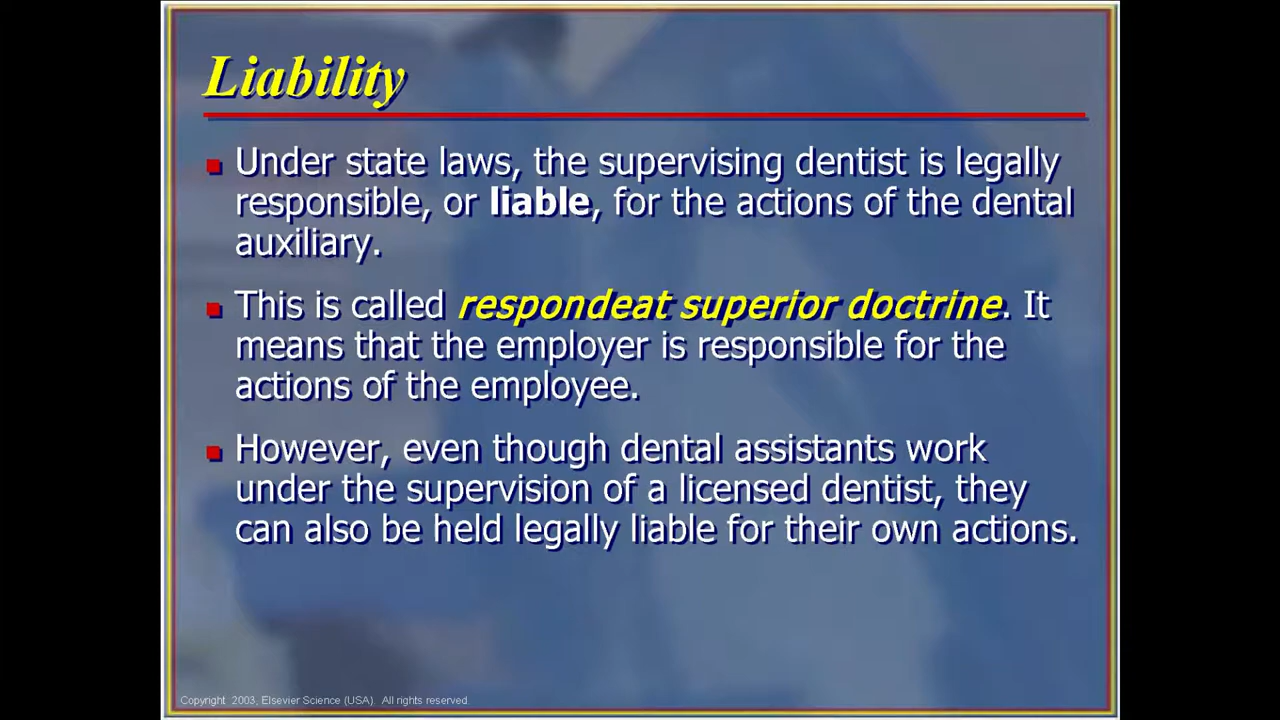 Liability
Under state laws, the supervising dentist is legally
responsible, or liable, for the actions of the dental
auxiliary.
This is called respondeat superior doctrine. It
means that the employer is responsible for the
actions of the employee.
However, even though dental assistants work
under the supervision of a licensed dentist, they
can also be held legally liable for their own actions.
Copyright 2003, Elsevier Science (USA). All rights reserved.